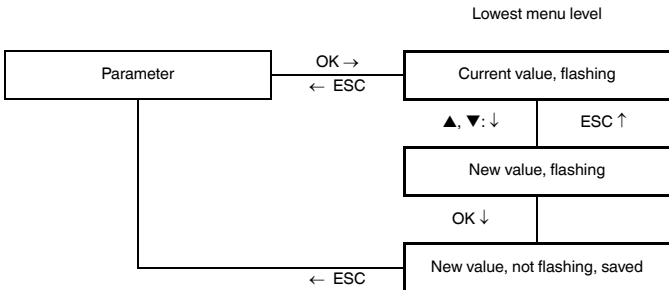 Lowest menu level
OK →
Parameter
← ESC
Current value, flashing
▲, ▼: ↓
ESC ↑
New value, flashing
OK ↓
New value, not flashing, saved
← ESC